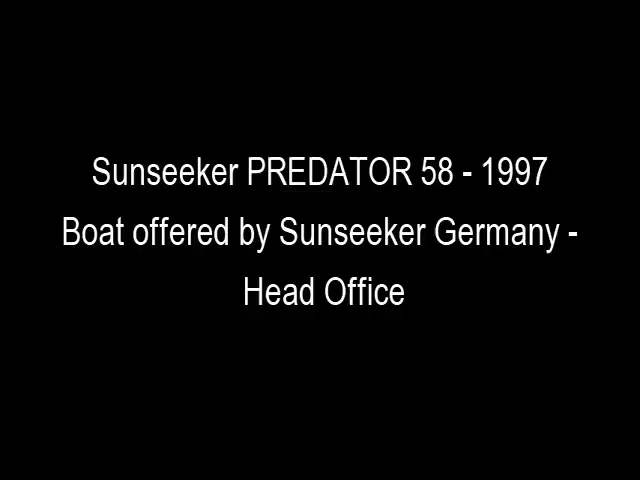 Sunseeker PREDATOR 58 - 1997
Boat offered by Sunseeker Germany -
Head Office